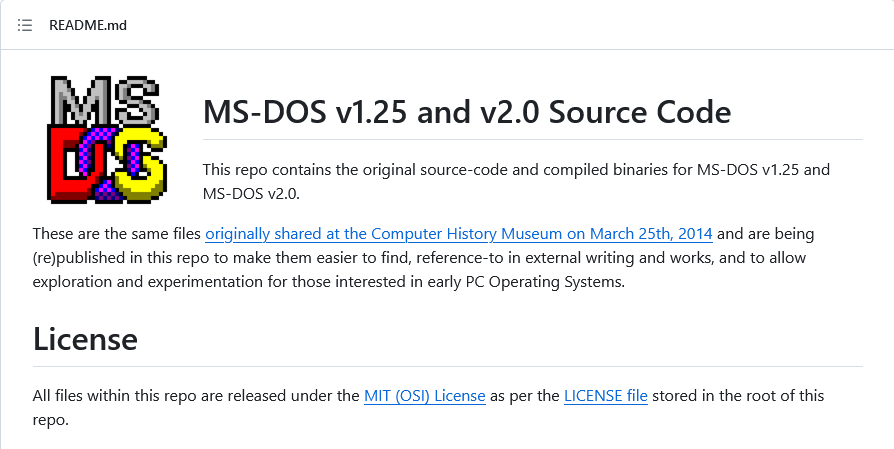 README.md
MS
DOS
MS-DOS v1.25 and v2.0 Source Code
This repo contains the original source-code and compiled binaries for MS-DOS v1.25 and
MS-DOS v2.0.
These are the same files originally shared at the Computer History Museum on March 25th, 2014 and are being
(re)published in this repo to make them easier to find, reference-to in external writing and works, and to allow
exploration and experimentation for those interested in early PC Operating Systems.
License
All files within this repo are released under the MIT (OSI) License as per the LICENSE file stored in the root of this
repo.